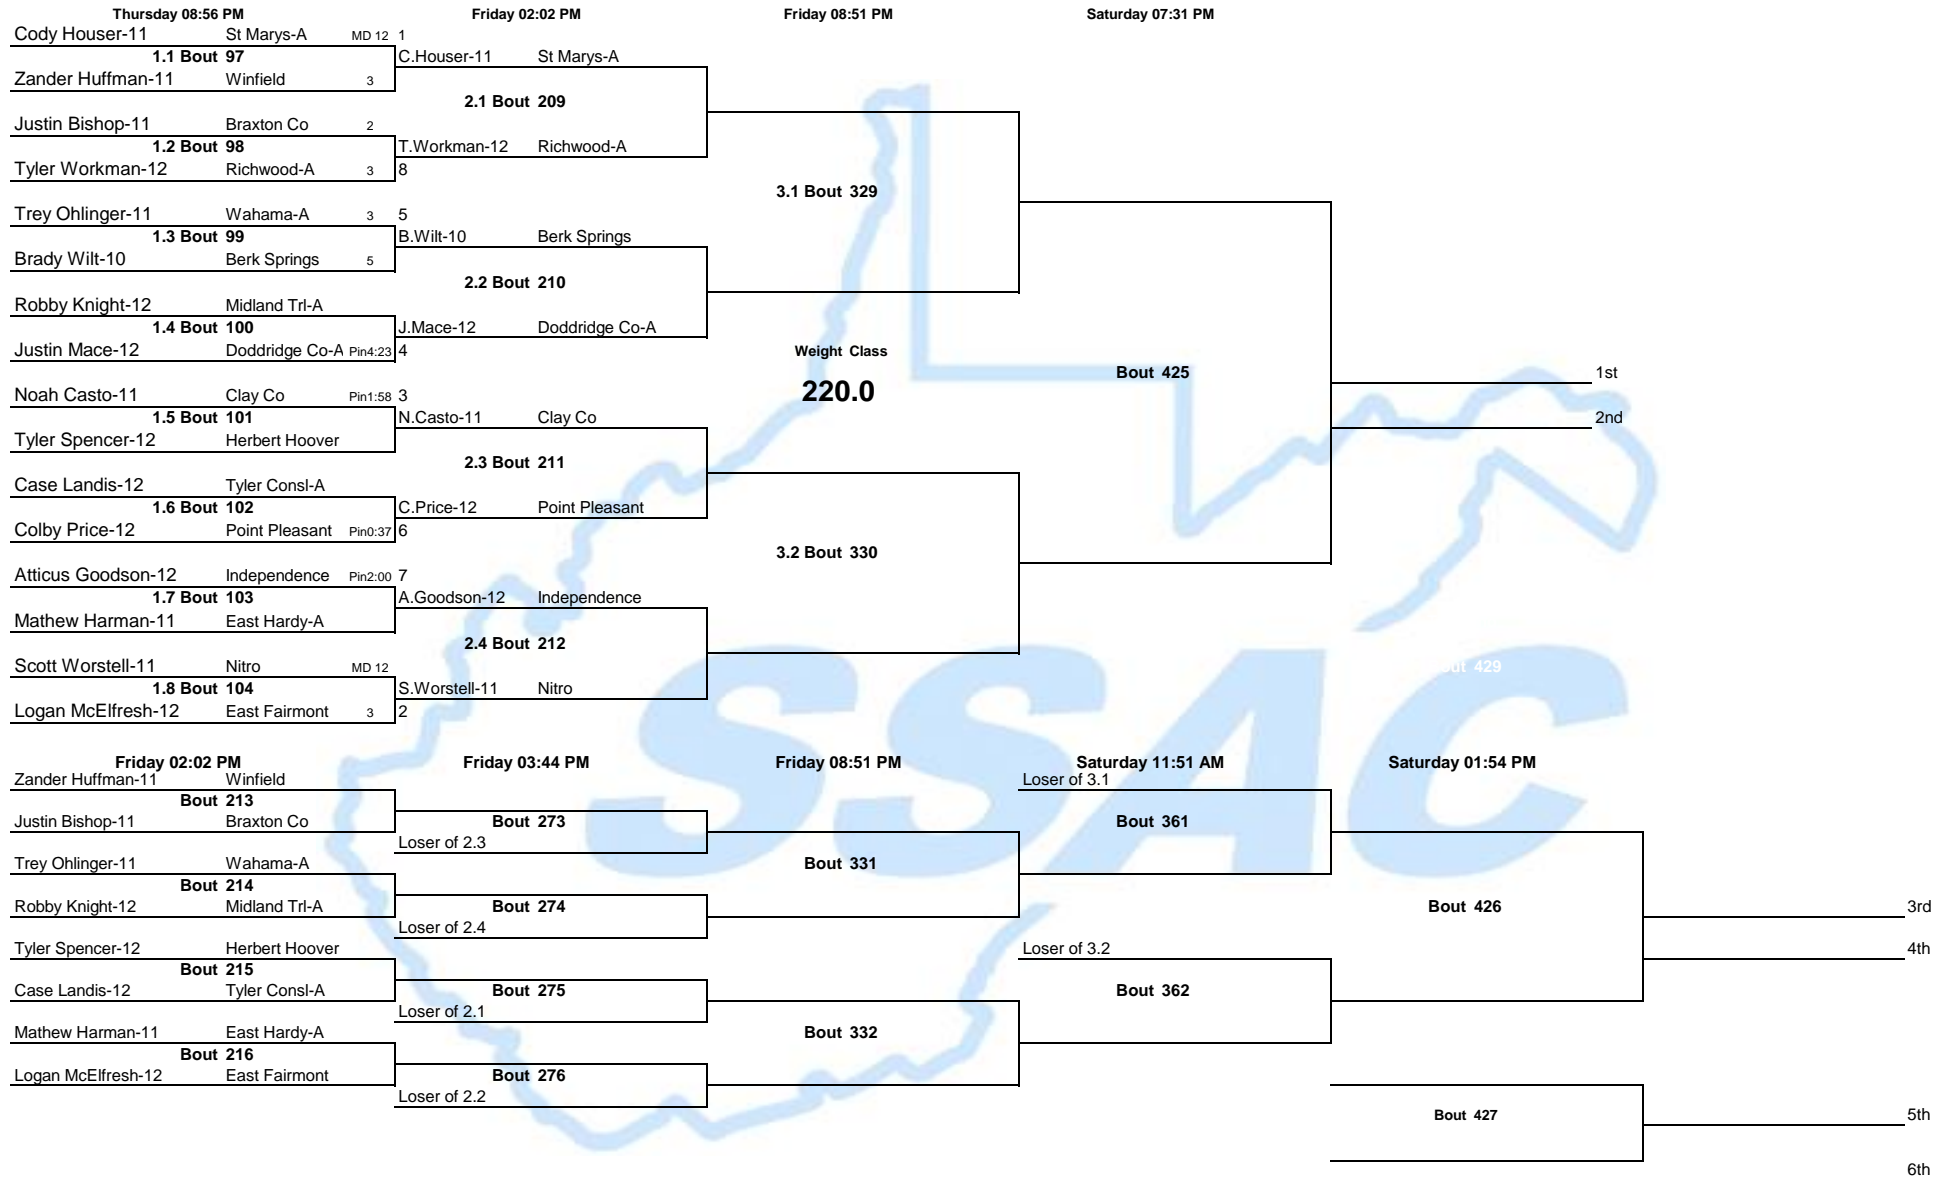 Thursday 08:56 PM Friday 02:02 PM Friday 08:51 PM Saturday 07:31 PM
Cody Houser-11 St Marys-A MD 12 1
1.1 Bout 97 C.Houser-11 St Marys-A
Zander Huffman-11 Winfield 3
2.1 Bout 209
Justin Bishop-11 Braxton Co 2
1.2 Bout 98 T.Workman-12 Richwood-A
Tyler Workman-12 Richwood-A 3 8
3.1 Bout 329
Trey Ohlinger-11 Wahama-A 3 5
1.3 Bout 99 B.Wilt-10 Berk Springs
Brady Wilt-10 Berk Springs 5
2.2 Bout 210
Robby Knight-12 Midland Trl-A
1.4 Bout 100 J.Mace-12 Doddridge Co-A
Justin Mace-12 Doddridge Co-A Pin4:23 4 Weight Class
Bout 425 1st
Noah Casto-11 Clay Co Pin1:58 3 220.0
1.5 Bout 101 N.Casto-11 Clay Co 2nd
Tyler Spencer-12 Herbert Hoover
2.3 Bout 211
Case Landis-12 Tyler Consl-A
1.6 Bout 102 C.Price-12 Point Pleasant
Colby Price-12 Point Pleasant Pin0:37 6
3.2 Bout 330
Atticus Goodson-12 Independence Pin2:00 7
1.7 Bout 103 A.Goodson-12 Independence
Mathew Harman-11 East Hardy-A
2.4 Bout 212
Scott Worstell-11 Nitro MD 12 Bout 429
1.8 Bout 104 S.Worstell-11 Nitro
Logan McElfresh-12 East Fairmont 3 2
SSAC
Friday 02:02 PM Friday 03:44 PM Friday 08:51 PM Saturday 11:51 AM Saturday 01:54 PM
Zander Huffman-11 Winfield Loser of 3.1
Bout 213
Justin Bishop-11 Braxton Co Bout 273 Bout 361
Loser of 2.3
Trey Ohlinger-11 Wahama-A Bout 331
Bout 214
Robby Knight-12 Midland Trl-A Bout 274 Bout 426 3rd
Loser of 2.4
Tyler Spencer-12 Herbert Hoover Loser of 3.2 4th
Bout 215
Case Landis-12 Tyler Consl-A Bout 275 Bout 362
Loser of 2.1
Mathew Harman-11 East Hardy-A Bout 332
Bout 216
Logan McElfresh-12 East Fairmont Bout 276
Loser of 2.2
Bout 427 5th
6th